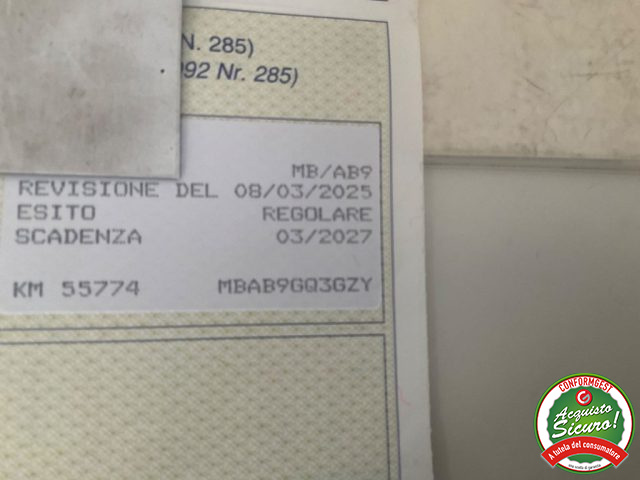 N. 285)
992 Nr. 285)
MB/AB9
REVISIONE DEL 08/03/2025
ESITO REGOLARE
SCADENZA 03/2027
KM 55774 MBAB9GQ3GZY
CONFORMGEST
Acquisto
Sicuro!
A tutela del consumatore